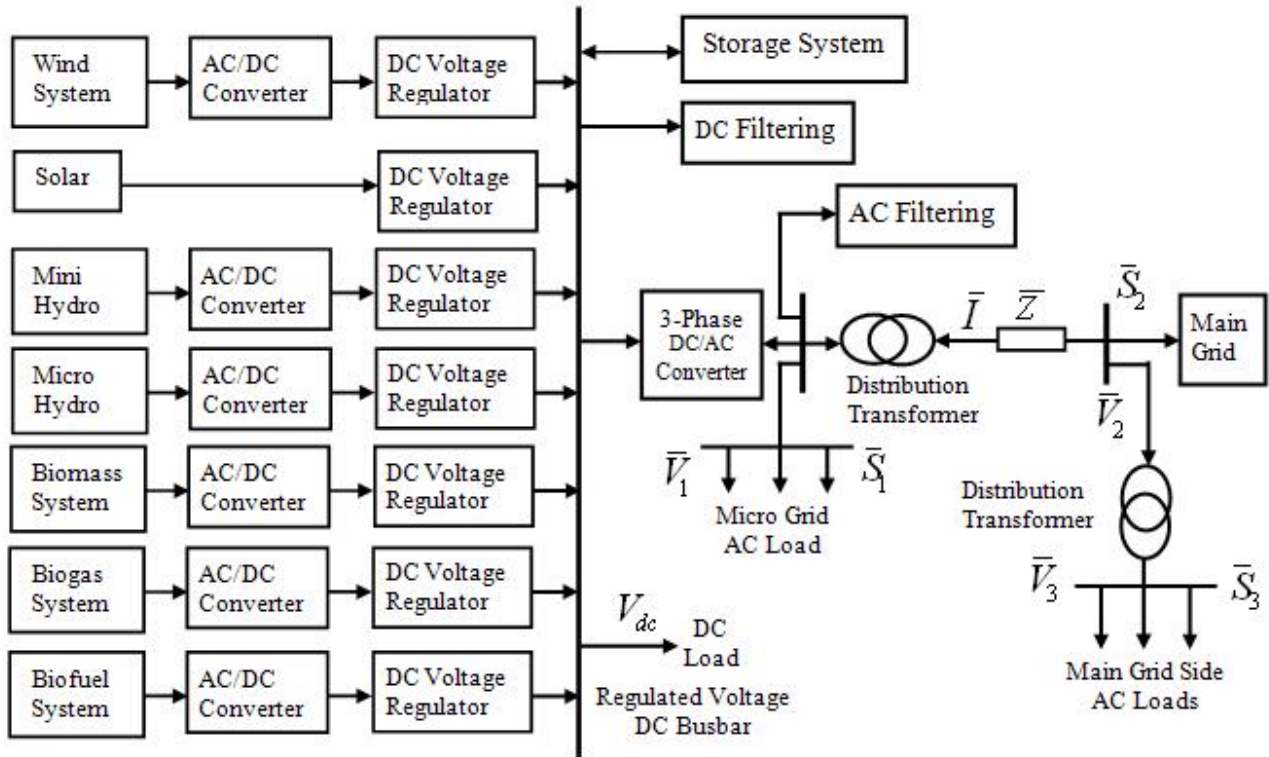 Wind
System
AC/DC
Converter
DC Voltage
Regulator
Solar
DC Voltage
Regulator
Mini
Hydro
AC/DC
Converter
DC Voltage
Regulator
Micro
Hydro
AC/DC
Converter
DC Voltage
Regulator
Biomass
System
AC/DC
Converter
DC Voltage
Regulator
Biogas
System
AC/DC
Converter
DC Voltage
Regulator
Biofuel
System
AC/DC
Converter
DC Voltage
Regulator
Storage System
DC Filtering
AC Filtering
3-Phase
DC/AC
Converter
Distribution
Transformer
I̅
Z̅
S̅₂
Main
Grid
V̅₂
V̅₁
S̅₁
Micro Grid
AC Load
Distribution
Transformer
V̅₃
S̅₃
Main Grid Side
AC Loads
V_dc
DC
Load
Regulated Voltage
DC Busbar